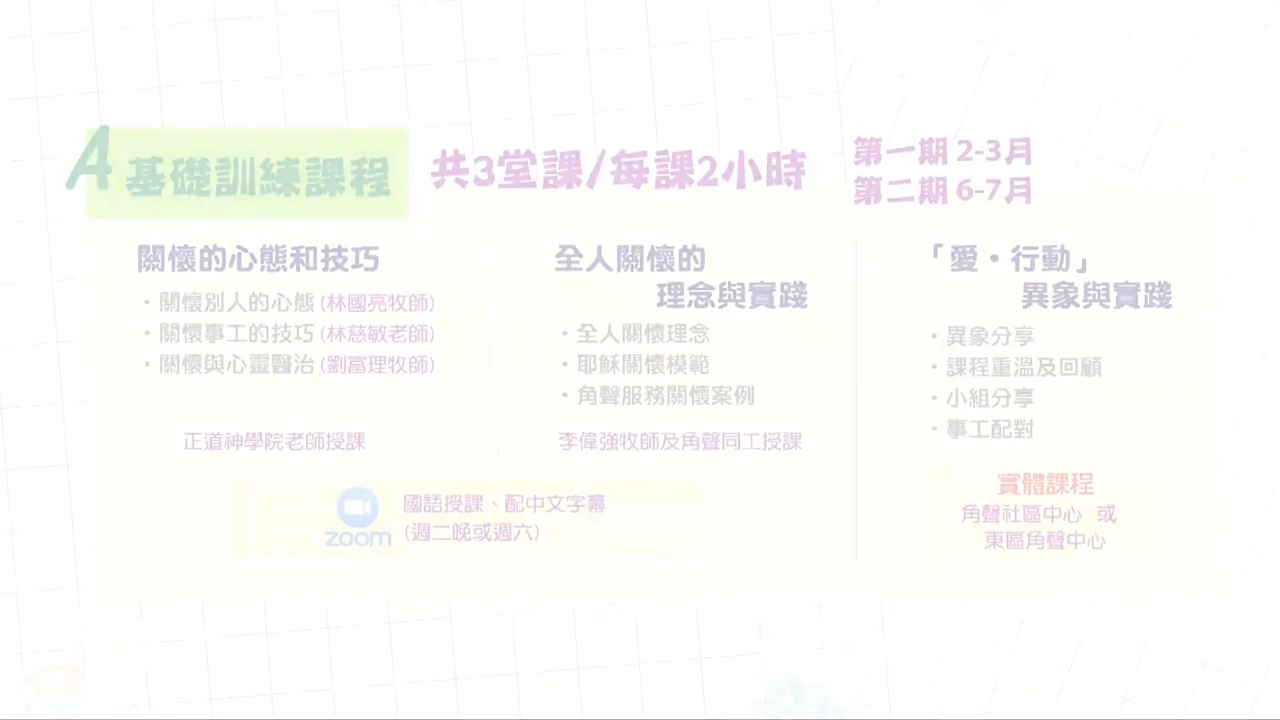 A 基礎訓練課程
共3堂課/每課2小時
第一期 2-3月
第二期 6-7月
關懷的心態和技巧
・關懷別人的心態 (林國亮牧師)
・關懷事工的技巧 (林慈敏老師)
・關懷與心靈醫治 (劉富理牧師)
正道神學院老師授課
全人關懷的
理念與實踐
・全人關懷理念
・耶穌關懷模範
・角聲服務關懷案例
李偉強牧師及角聲同工授課
zoom
國語授課、配中文字幕
(週二晚或週六)
「愛・行動」
異象與實踐
・異象分享
・課程重溫及回顧
・小組分享
・事工配對
實體課程
角聲社區中心 或
東區角聲中心